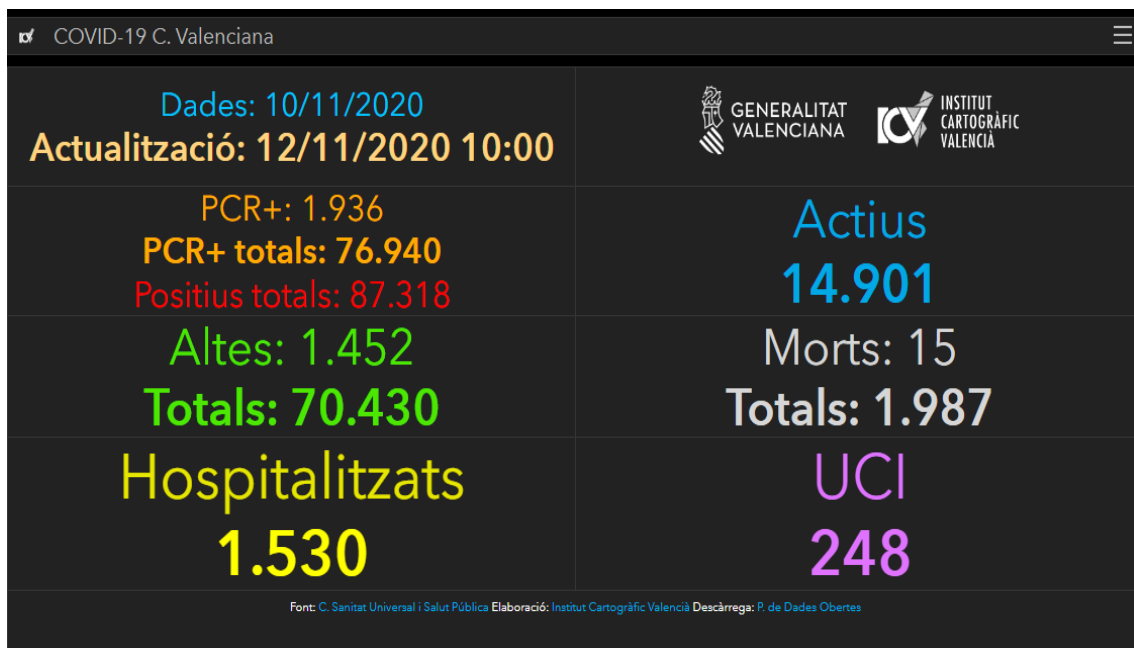 COVID-19 C. Valenciana
Dades: 10/11/2020
Actualització: 12/11/2020 10:00
GENERALITAT
VALENCIANA
INSTITUT
CARTOGRÀFIC
VALENCIÀ
PCR+: 1.936
PCR+ totals: 76.940
Positius totals: 87.318
Actius
14.901
Altes: 1.452
Totals: 70.430
Morts: 15
Totals: 1.987
Hospitalitzats
1.530
UCI
248
Font: C. Sanitat Universal i Salut Pública Elaboració: Institut Cartogràfic Valencià Descàrrega: P. de Dades Obertes